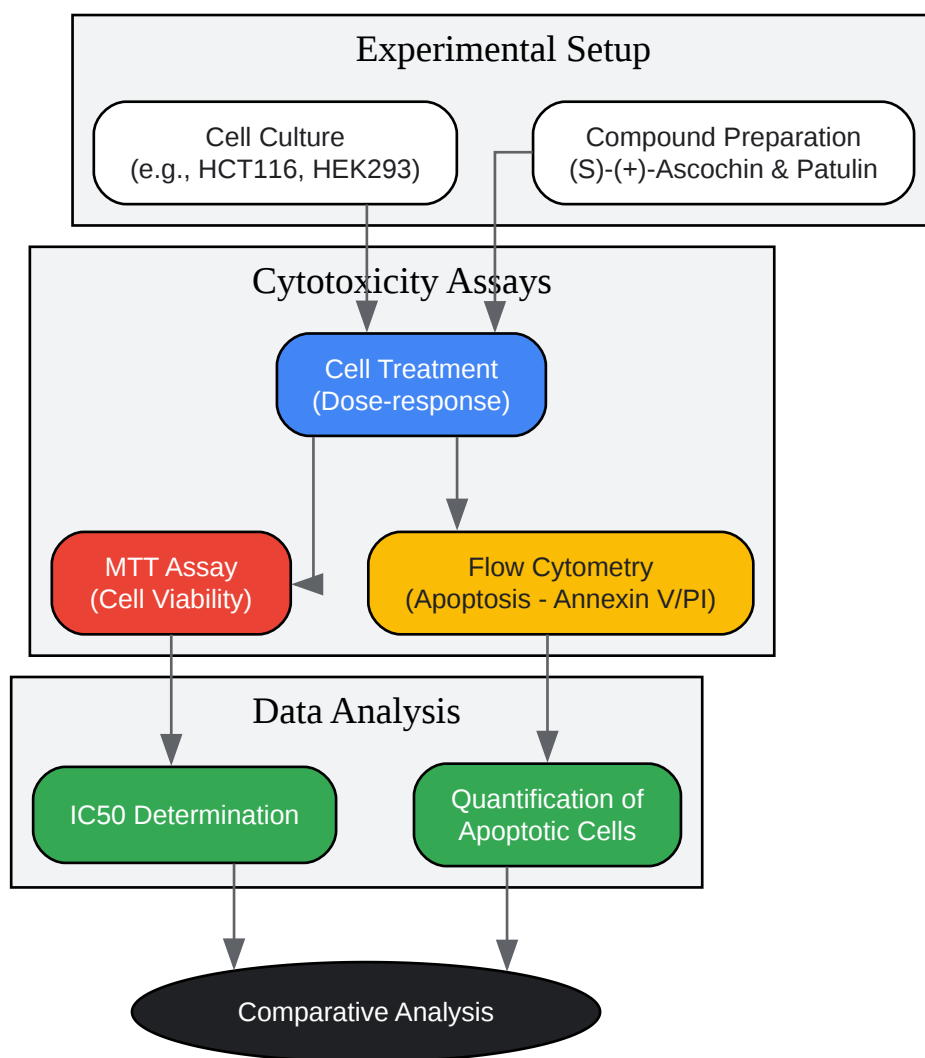 Experimental Setup
Cell Culture
(e.g., HCT116, HEK293)
Compound Preparation
(S)-(+)-Ascochin & Patulin
Cytotoxicity Assays
Cell Treatment
(Dose-response)
MTT Assay
(Cell Viability)
Flow Cytometry
(Apoptosis - Annexin V/PI)
Data Analysis
IC50 Determination
Quantification of
Apoptotic Cells
Comparative Analysis